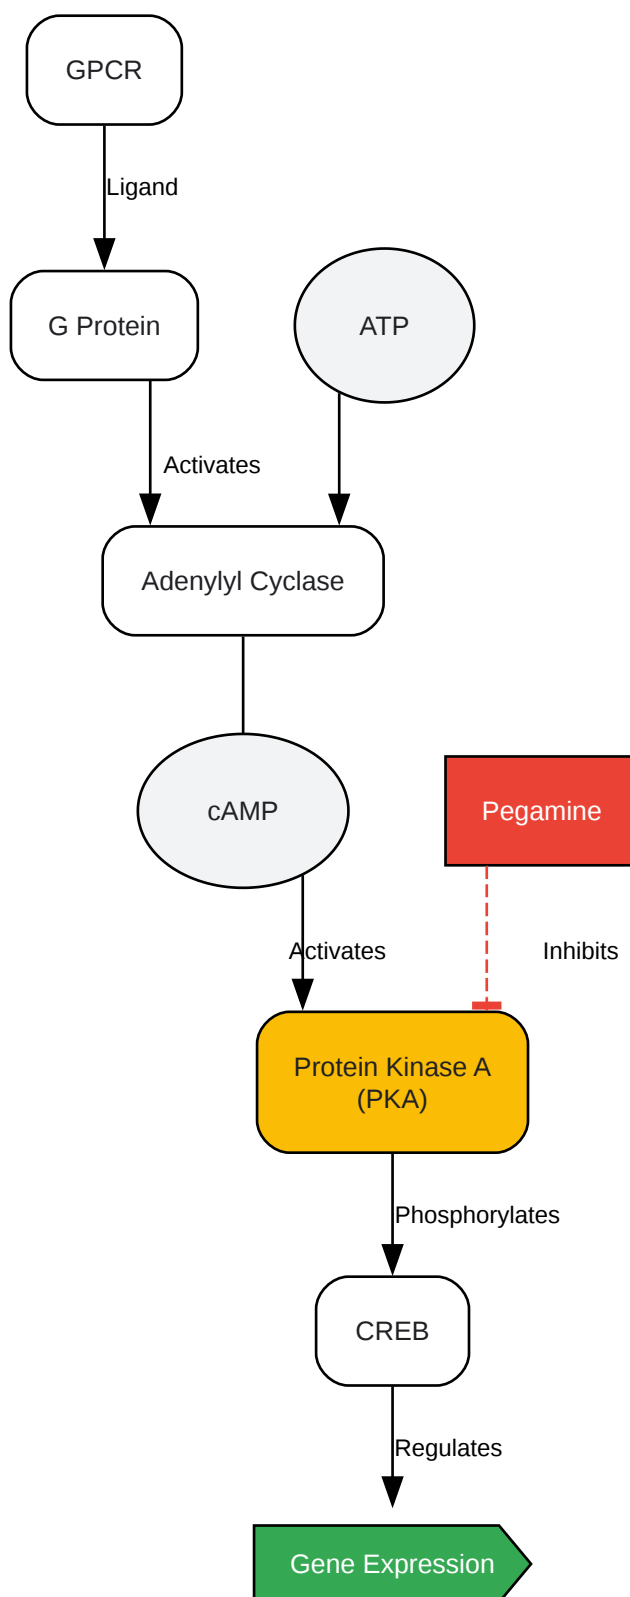 GPCR
Ligand
G Protein
ATP
Activates
Adenylyl Cyclase
cAMP
Pegamine
Activates
Inhibits
Protein Kinase A
(PKA)
Phosphorylates
CREB
Regulates
Gene Expression